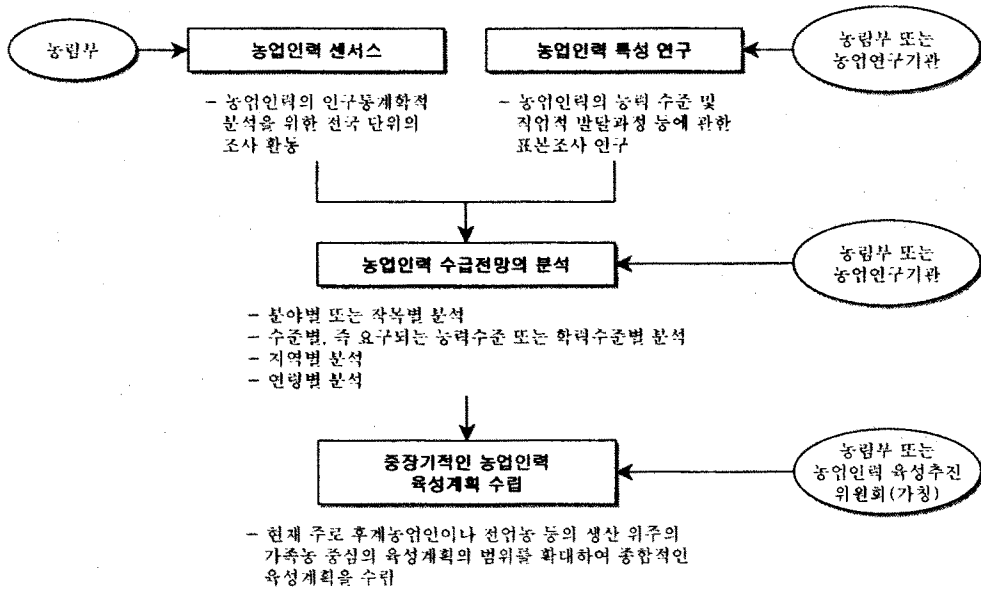 농림부
농업인력 센서스
농업인력 특성 연구
농림부 또는
농업연구기관
- 농업인력의 인구통계학적
분석을 위한 전국 단위의
조사 활동
- 농업인력의 능력 수준 및
직업적 발달과정 등에 관한
표본조사 연구
농업인력 수급전망의 분석
농림부 또는
농업연구기관
- 분야별 또는 작목별 분석
- 수준별, 즉 요구되는 능력수준 또는 학력수준별 분석
- 지역별 분석
- 연령별 분석
중장기적인 농업인력
육성계획 수립
농림부 또는
농업인력 육성추진
위원회(가칭)
- 현재 주로 후계농업인이나 전업농 등의 생산 위주의
가족농 중심의 육성계획의 범위를 확대하여 종합적인
육성계획을 수립